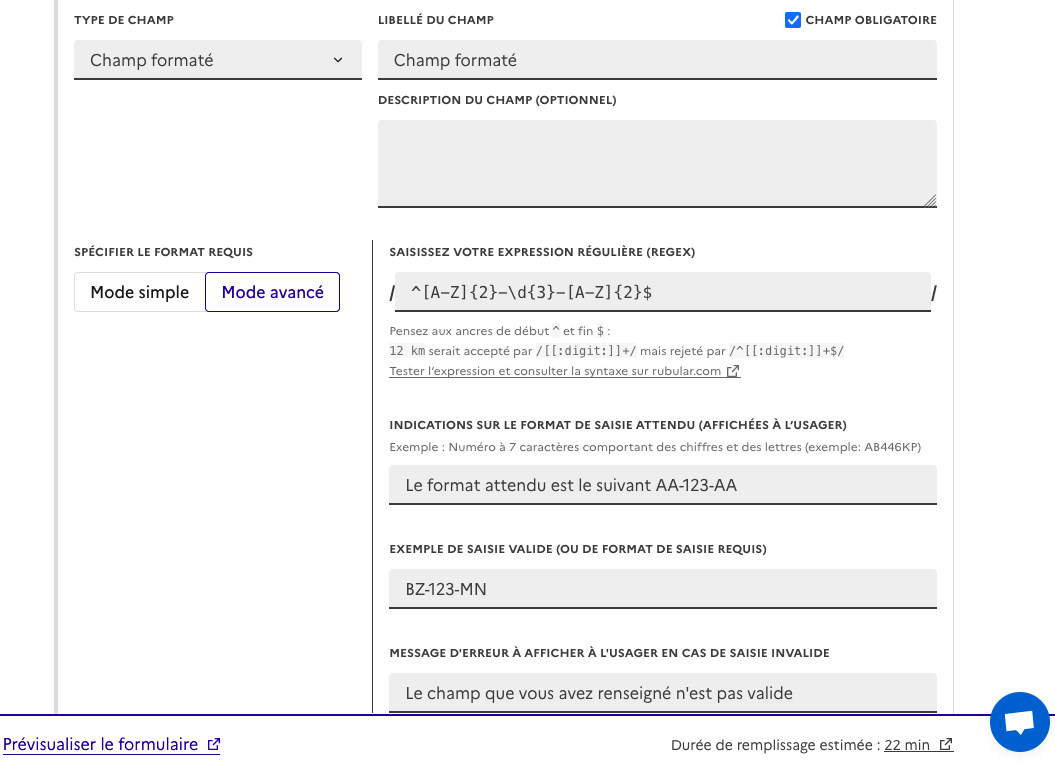 TYPE DE CHAMP
LIBELLÉ DU CHAMP
CHAMP OBLIGATOIRE
Champ formaté
Champ formaté
DESCRIPTION DU CHAMP (OPTIONNEL)
SPÉCIFIER LE FORMAT REQUIS
Mode simple
Mode avancé
SAISISSEZ VOTRE EXPRESSION RÉGULIÈRE (REGEX)
/ ^[A-Z]{2}-\d{3}-[A-Z]{2}$ /
Pensez aux ancres de début ^ et fin $ :
12 km serait accepté par /[[:digit:]]+/ mais rejeté par /^[[:digit:]]+$/
Tester l’expression et consulter la syntaxe sur rubular.com
INDICATIONS SUR LE FORMAT DE SAISIE ATTENDU (AFFICHÉES À L’USAGER)
Exemple : Numéro à 7 caractères comportant des chiffres et des lettres (exemple: AB446KP)
Le format attendu est le suivant AA-123-AA
EXEMPLE DE SAISIE VALIDE (OU DE FORMAT DE SAISIE REQUIS)
BZ-123-MN
MESSAGE D'ERREUR À AFFICHER À L'USAGER EN CAS DE SAISIE INVALIDE
Le champ que vous avez renseigné n'est pas valide
Prévisualiser le formulaire
Durée de remplissage estimée : 22 min